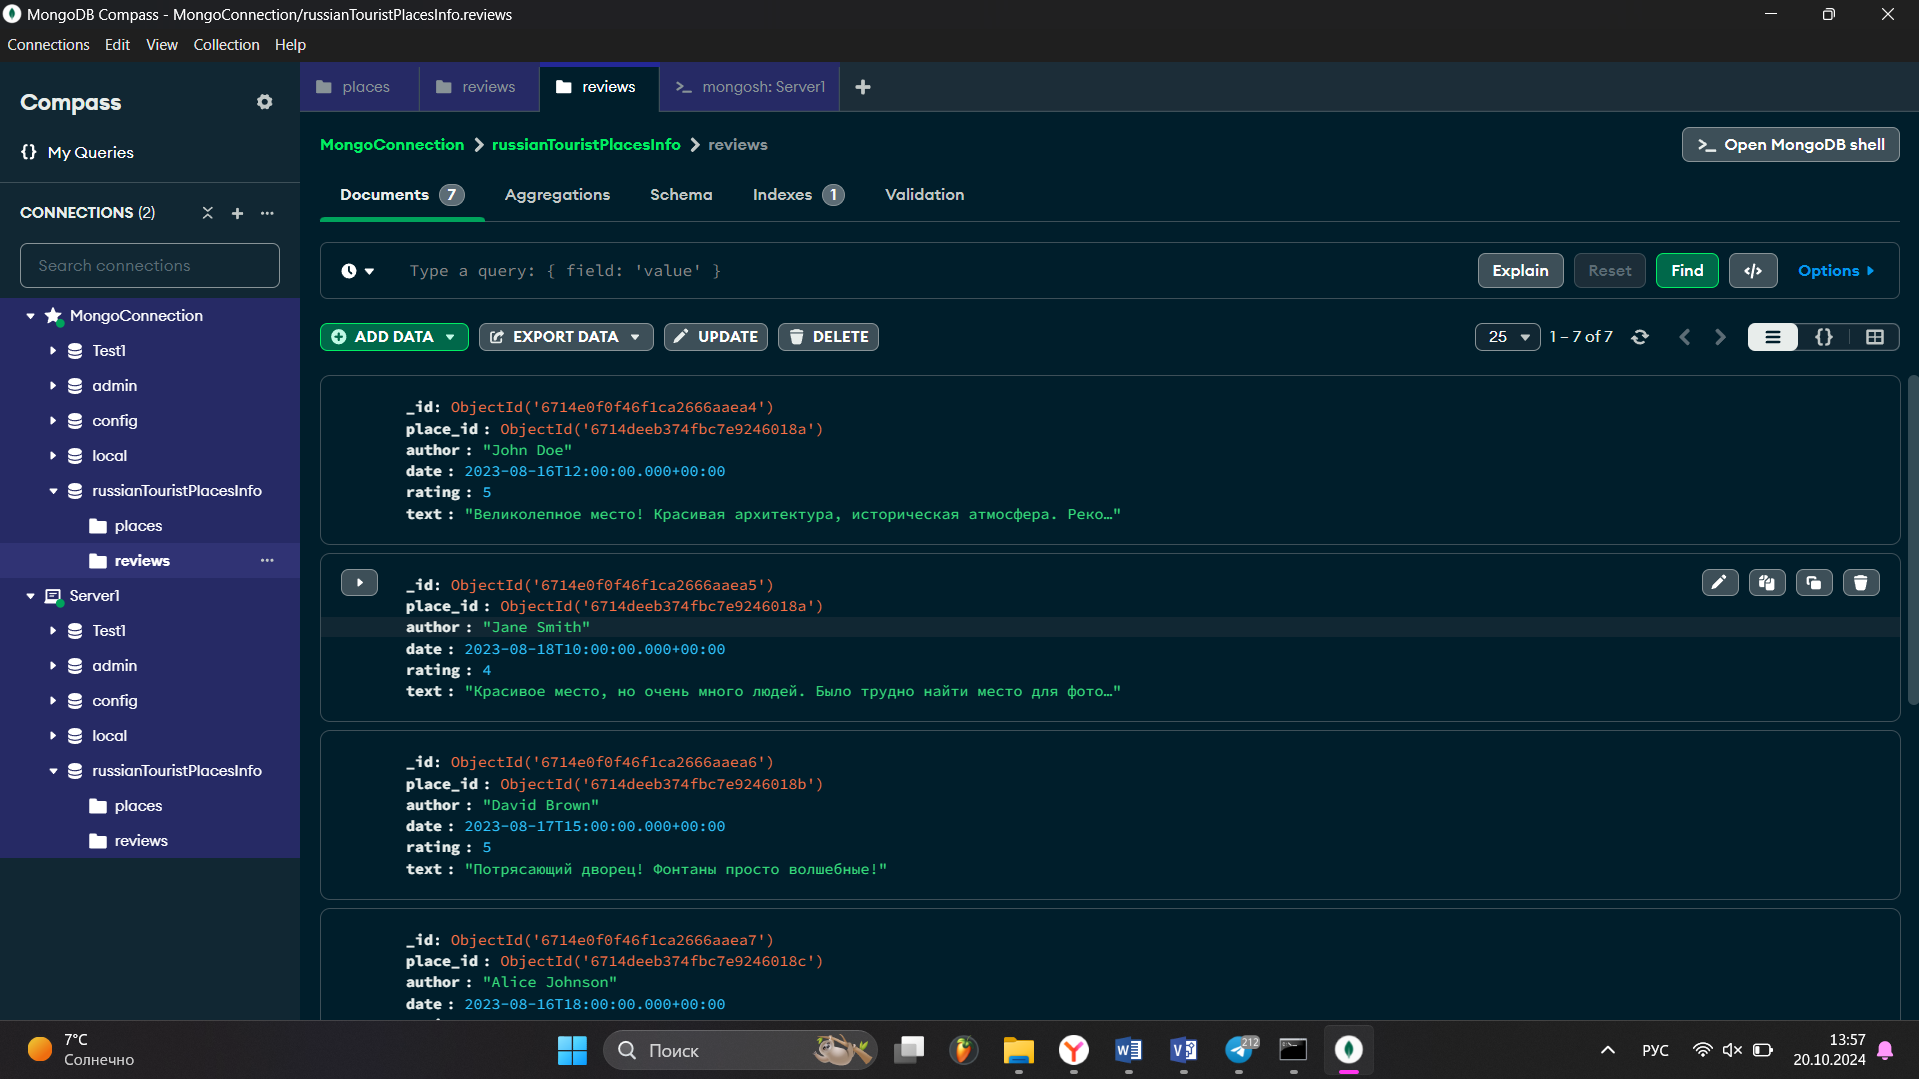 MongoDB Compass - MongoConnection/russianTouristPlacesInfo.reviews
Connections Edit View Collection Help
Compass
My Queries
CONNECTIONS (2)
Search connections
MongoConnection
Test1
admin
config
local
russianTouristPlacesInfo
places
reviews
Server1
Test1
admin
config
local
russianTouristPlacesInfo
places
reviews
places reviews reviews mongosh: Server1
MongoConnection > russianTouristPlacesInfo > reviews
Open MongoDB shell
Documents 7 Aggregations Schema Indexes 1 Validation
Type a query: { field: 'value' }
Explain Reset Find </> Options
ADD DATA EXPORT DATA UPDATE DELETE
25 1 – 7 of 7 {}
_id: ObjectId('6714e0f0f46f1ca2666aaea4')
place_id : ObjectId('6714deeb374fbc7e9246018a')
author : "John Doe"
date : 2023-08-16T12:00:00.000+00:00
rating : 5
text : "Великолепное место! Красивая архитектура, историческая атмосфера. Реко…"
_id: ObjectId('6714e0f0f46f1ca2666aaea5')
place_id : ObjectId('6714deeb374fbc7e9246018a')
author : "Jane Smith"
date : 2023-08-18T10:00:00.000+00:00
rating : 4
text : "Красивое место, но очень много людей. Было трудно найти место для фото…"
_id: ObjectId('6714e0f0f46f1ca2666aaea6')
place_id : ObjectId('6714deeb374fbc7e9246018b')
author : "David Brown"
date : 2023-08-17T15:00:00.000+00:00
rating : 5
text : "Потрясающий дворец! Фонтаны просто волшебные!"
_id: ObjectId('6714e0f0f46f1ca2666aaea7')
place_id : ObjectId('6714deeb374fbc7e9246018c')
author : "Alice Johnson"
date : 2023-08-16T18:00:00.000+00:00
7°C
Солнечно
Поиск
212
РУС
13:57
20.10.2024